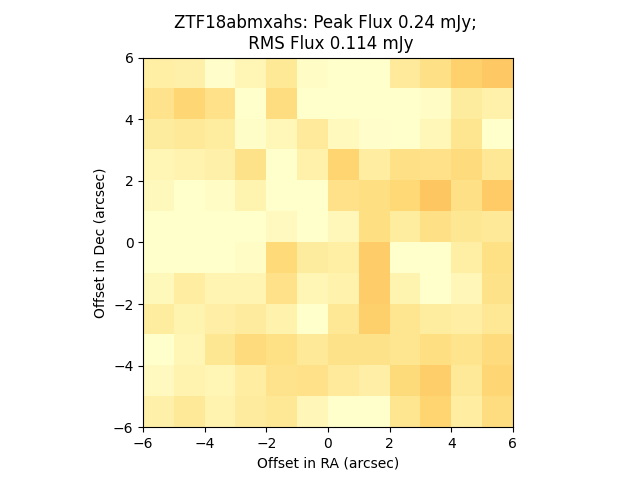 ZTF18abmxahs: Peak Flux 0.24 mJy;
RMS Flux 0.114 mJy
6
4
2
0
−2
−4
−6
Offset in Dec (arcsec)
−6 −4 −2 0 2 4 6
Offset in RA (arcsec)